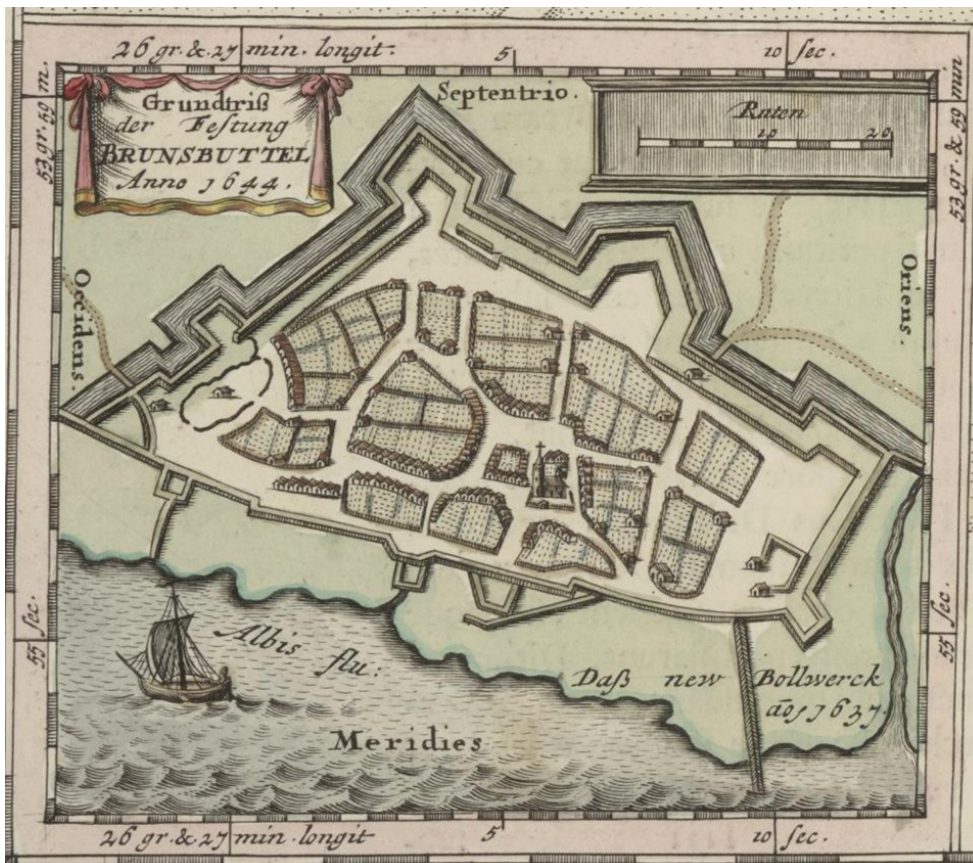 26 gr. & 27 min. longit. 5 10 sec.
Grundtriß
der Festung
BRUNSBUTTEL
Anno 1644.
Septentrio.
Ruten
10 20
53. gr. 59 m.
53. gr. & 59 min
Occidens.
Oriens.
55 sec.
55 sec.
Albis
flu:
Daß new Bollwerck
aōs 1637.
Meridies
26 gr. & 27 min. longit 5 10 sec.